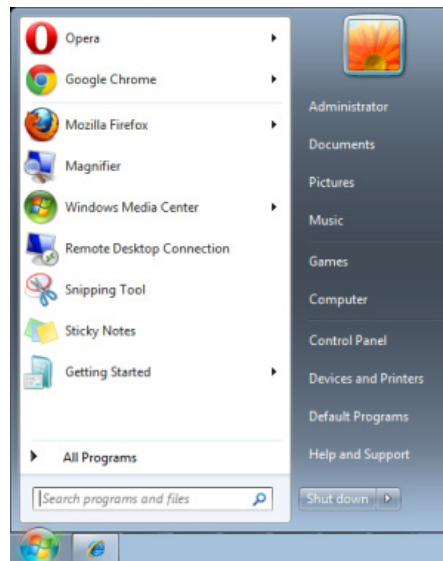 Opera
Google Chrome
Mozilla Firefox
Magnifier
Windows Media Center
Remote Desktop Connection
Snipping Tool
Sticky Notes
Getting Started
All Programs
Search programs and files
Administrator
Documents
Pictures
Music
Games
Computer
Control Panel
Devices and Printers
Default Programs
Help and Support
Shut down